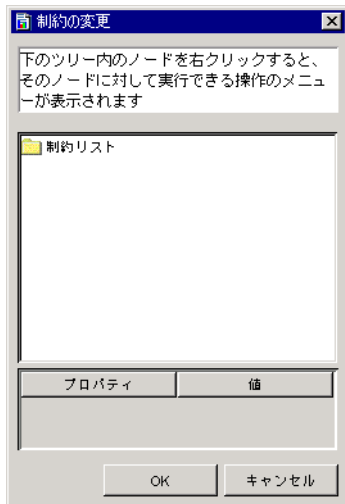 制約の変更
下のツリー内のノードを右クリックすると、
そのノードに対して実行できる操作のメニュ
ーが表示されます
制約リスト
プロパティ 値
OK キャンセル